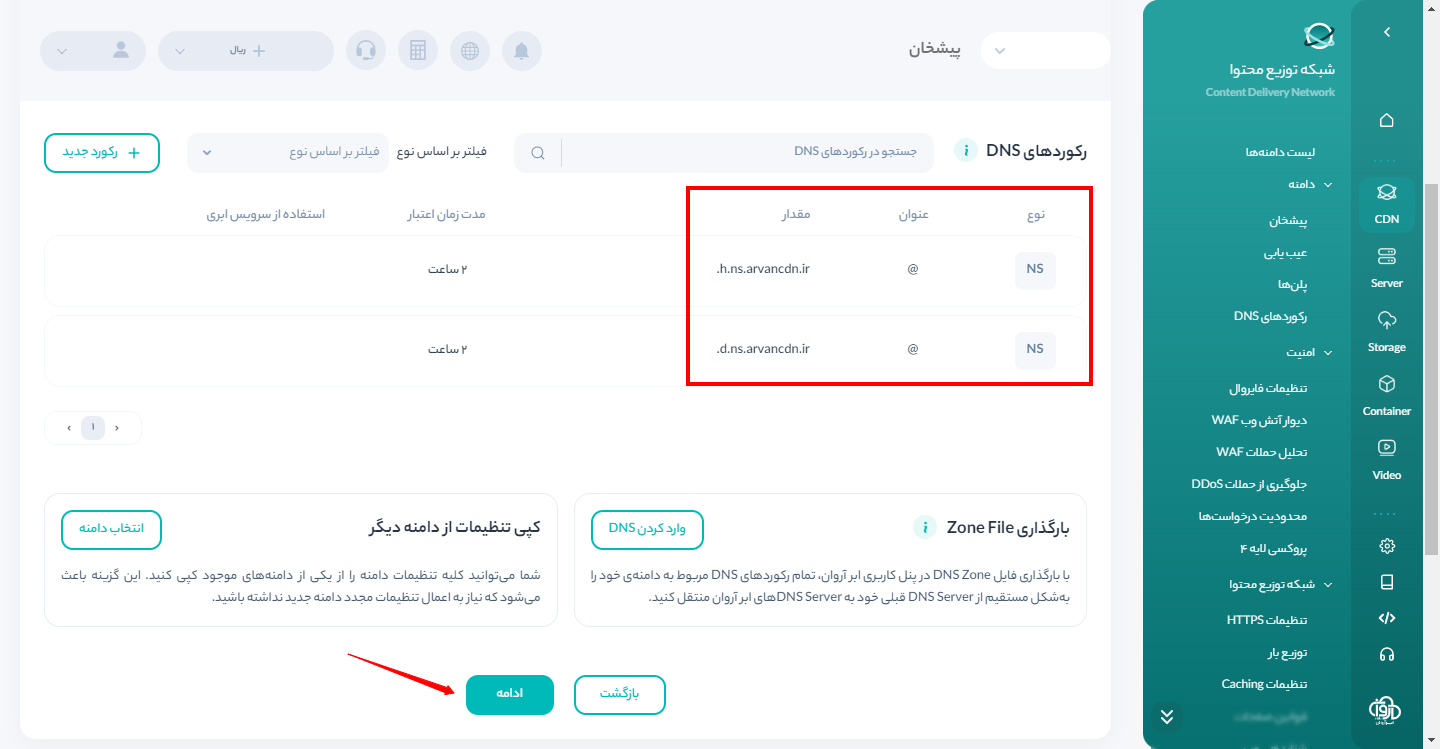 شبکه توزیع محتوا
Content Delivery Network
لیست دامنه‌ها
دامنه
پیشخان
عیب یابی
پلن‌ها
رکوردهای DNS
امنیت
تنظیمات فایروال
دیوار آتش وب WAF
تحلیل حملات WAF
جلوگیری از حملات DDoS
محدودیت درخواست‌ها
پروکسی لایه ۴
شبکه توزیع محتوا
تنظیمات HTTPS
توزیع بار
تنظیمات Caching
CDN
Server
Storage
Container
Video
پیشخان
ریال
رکوردهای DNS
جستجو در رکوردهای DNS
فیلتر بر اساس نوع
فیلتر بر اساس نوع
رکورد جدید
نوع عنوان مقدار مدت زمان اعتبار استفاده از سرویس ابری
NS @ h.ns.arvancdn.ir. ۲ ساعت
NS @ d.ns.arvancdn.ir. ۲ ساعت
۱
بارگذاری Zone File
وارد کردن DNS
با بارگذاری فایل DNS Zone در پنل کاربری ابر آروان، تمام رکوردهای DNS مربوط به دامنه‌ی خود را
به‌شکل مستقیم از DNS Server قبلی خود به DNS Serverهای ابر آروان منتقل کنید.
کپی تنظیمات از دامنه دیگر
انتخاب دامنه
شما می‌توانید کلیه تنظیمات دامنه را از یکی از دامنه‌های موجود کپی کنید. این گزینه باعث
می‌شود که نیاز به اعمال تنظیمات مجدد دامنه جدید نداشته باشید.
بازگشت
ادامه